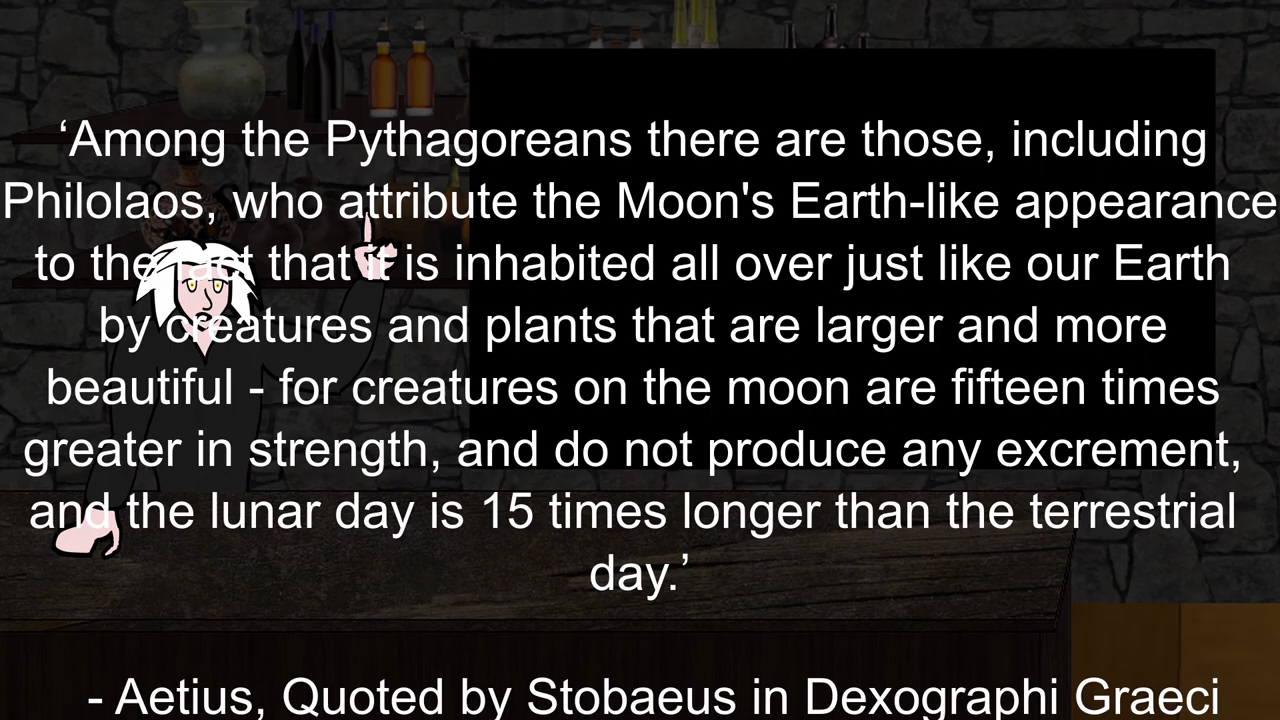 ‘Among the Pythagoreans there are those, including
Philolaos, who attribute the Moon's Earth-like appearance
to the fact that it is inhabited all over just like our Earth
by creatures and plants that are larger and more
beautiful - for creatures on the moon are fifteen times
greater in strength, and do not produce any excrement,
and the lunar day is 15 times longer than the terrestrial
day.’
- Aetius, Quoted by Stobaeus in Dexographi Graeci